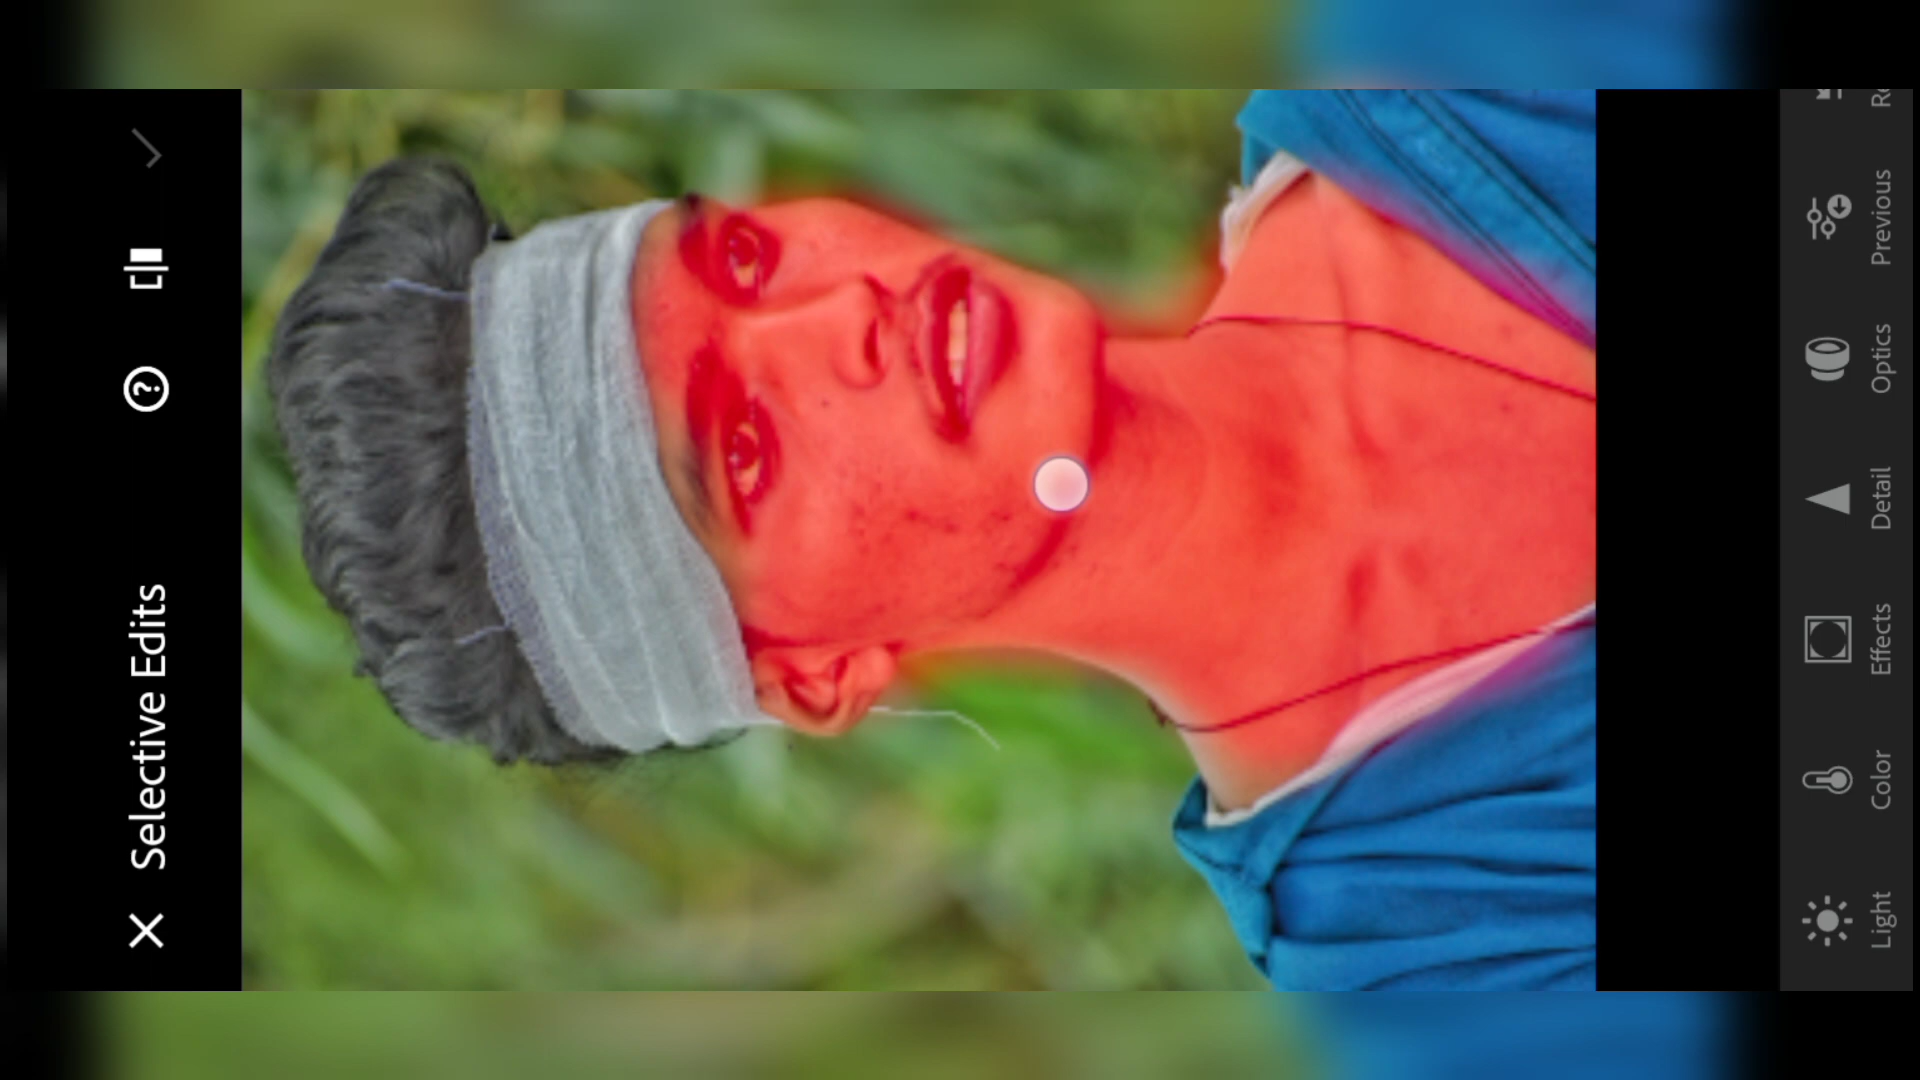 Selective Edits
Light
Color
Effects
Detail
Optics
Previous